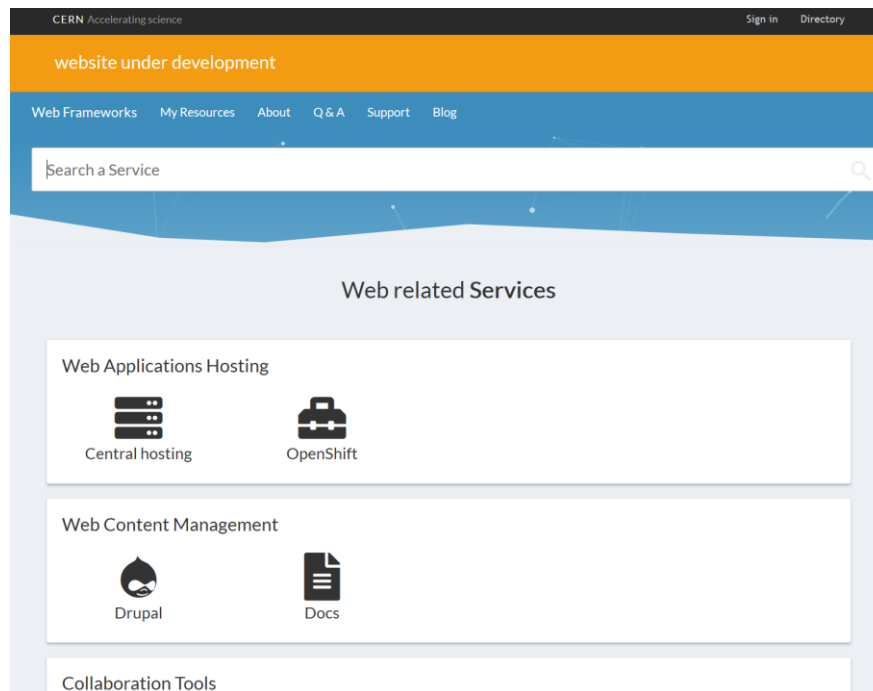 CERN Accelerating science Sign in Directory
website under development
Web Frameworks My Resources About Q & A Support Blog
Search a Service
Web related Services
Web Applications Hosting
Central hosting OpenShift
Web Content Management
Drupal Docs
Collaboration Tools